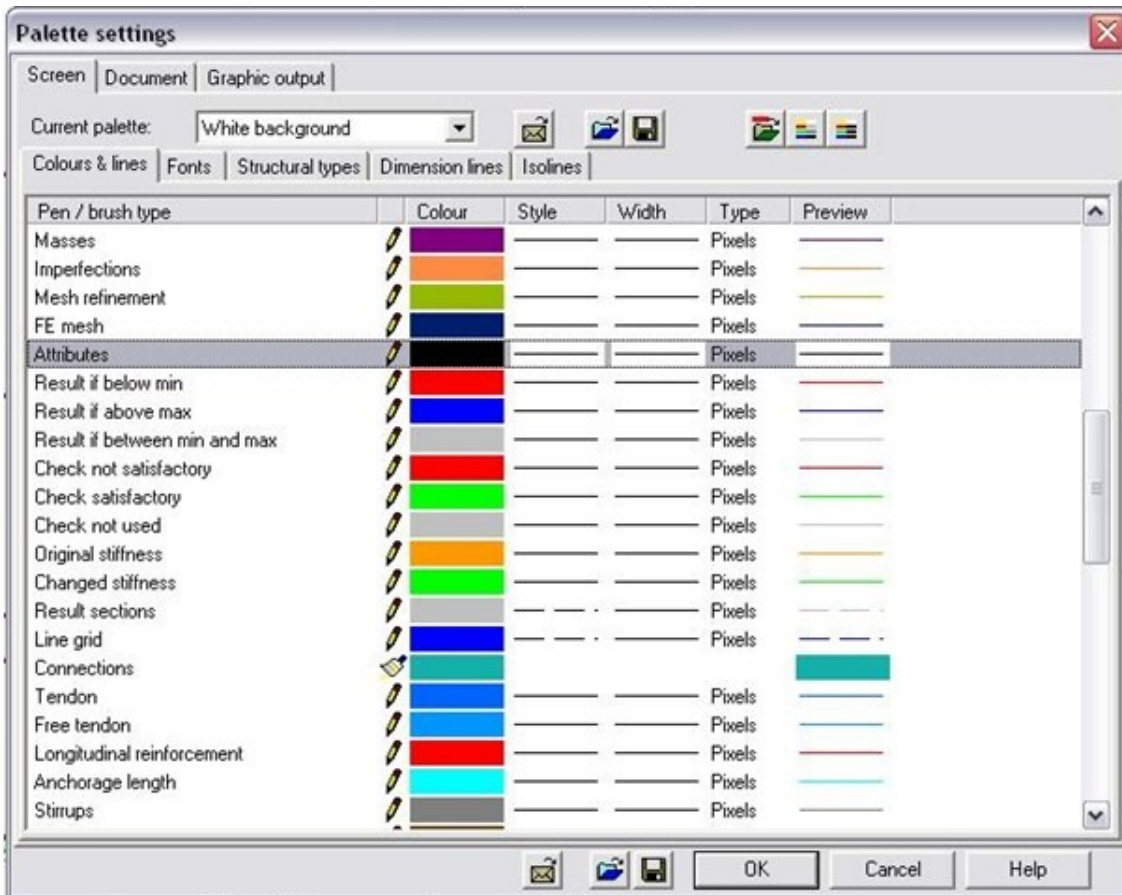 Palette settings
Screen Document Graphic output
Current palette: White background
Colours & lines Fonts Structural types Dimension lines Isolines
Pen / brush type Colour Style Width Type Preview
Masses Pixels
Imperfections Pixels
Mesh refinement Pixels
FE mesh Pixels
Attributes Pixels
Result if below min Pixels
Result if above max Pixels
Result if between min and max Pixels
Check not satisfactory Pixels
Check satisfactory Pixels
Check not used Pixels
Original stiffness Pixels
Changed stiffness Pixels
Result sections Pixels
Line grid Pixels
Connections
Tendon Pixels
Free tendon Pixels
Longitudinal reinforcement Pixels
Anchorage length Pixels
Stirrups Pixels
OK Cancel Help